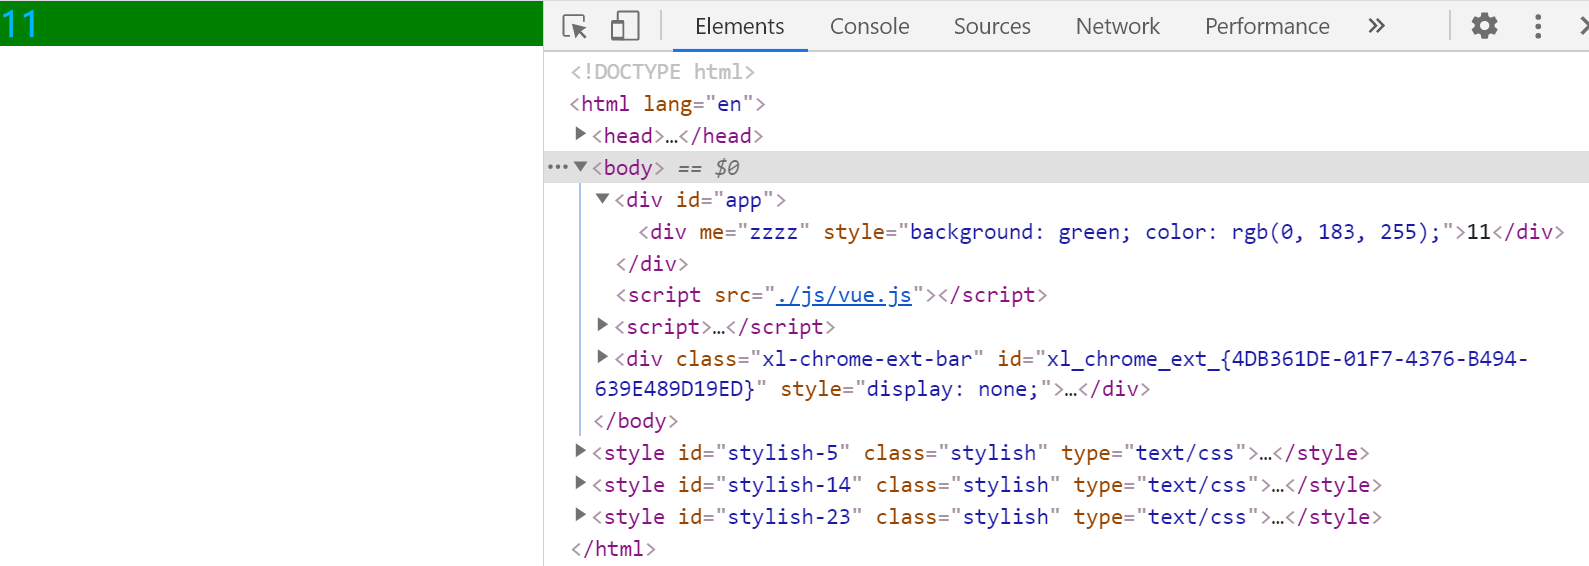 11
Elements Console Sources Network Performance
<!DOCTYPE html>
<html lang="en">
<head>…</head>
<body> == $0
<div id="app">
<div me="zzzz" style="background: green; color: rgb(0, 183, 255);">11</div>
</div>
<script src="./js/vue.js"></script>
<script>…</script>
<div class="xl-chrome-ext-bar" id="xl_chrome_ext_{4DB361DE-01F7-4376-B494-
639E489D19ED}" style="display: none;">…</div>
</body>
<style id="stylish-5" class="stylish" type="text/css">…</style>
<style id="stylish-14" class="stylish" type="text/css">…</style>
<style id="stylish-23" class="stylish" type="text/css">…</style>
</html>